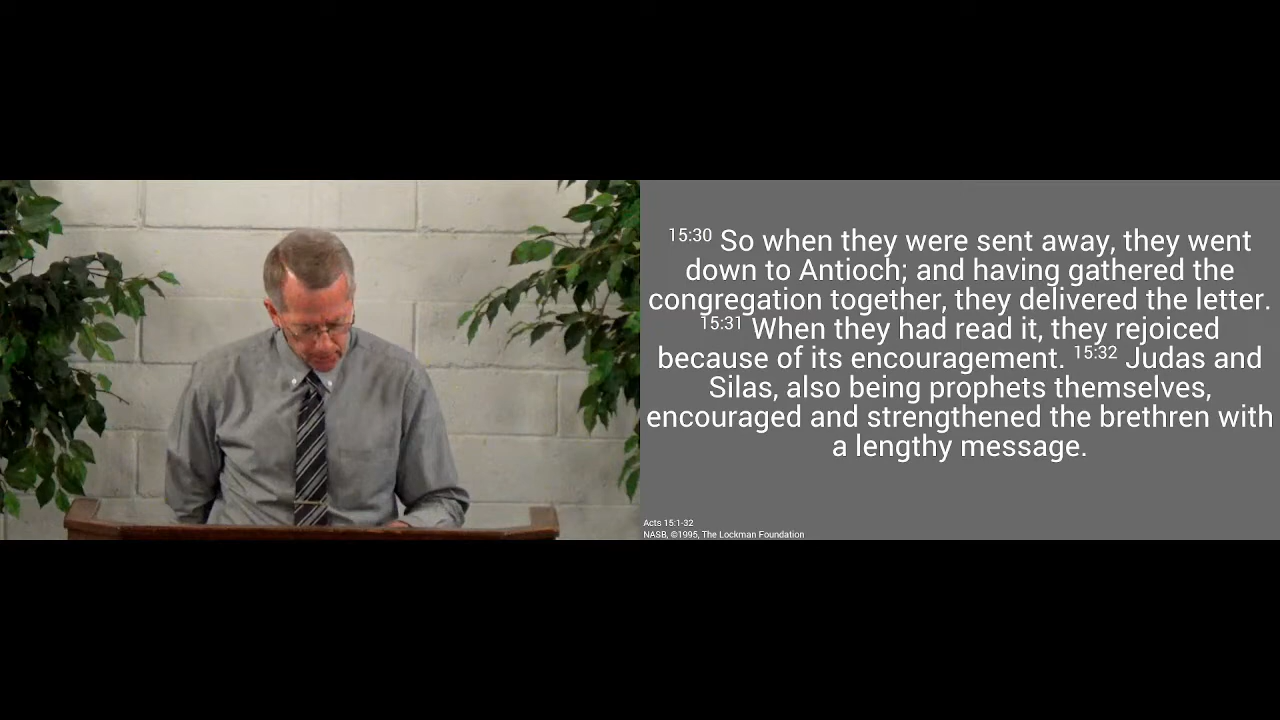 15:30 So when they were sent away, they went
down to Antioch; and having gathered the
congregation together, they delivered the letter.
15:31 When they had read it, they rejoiced
because of its encouragement. 15:32 Judas and
Silas, also being prophets themselves,
encouraged and strengthened the brethren with
a lengthy message.
Acts 15:1-32
NASB, ©1995, The Lockman Foundation